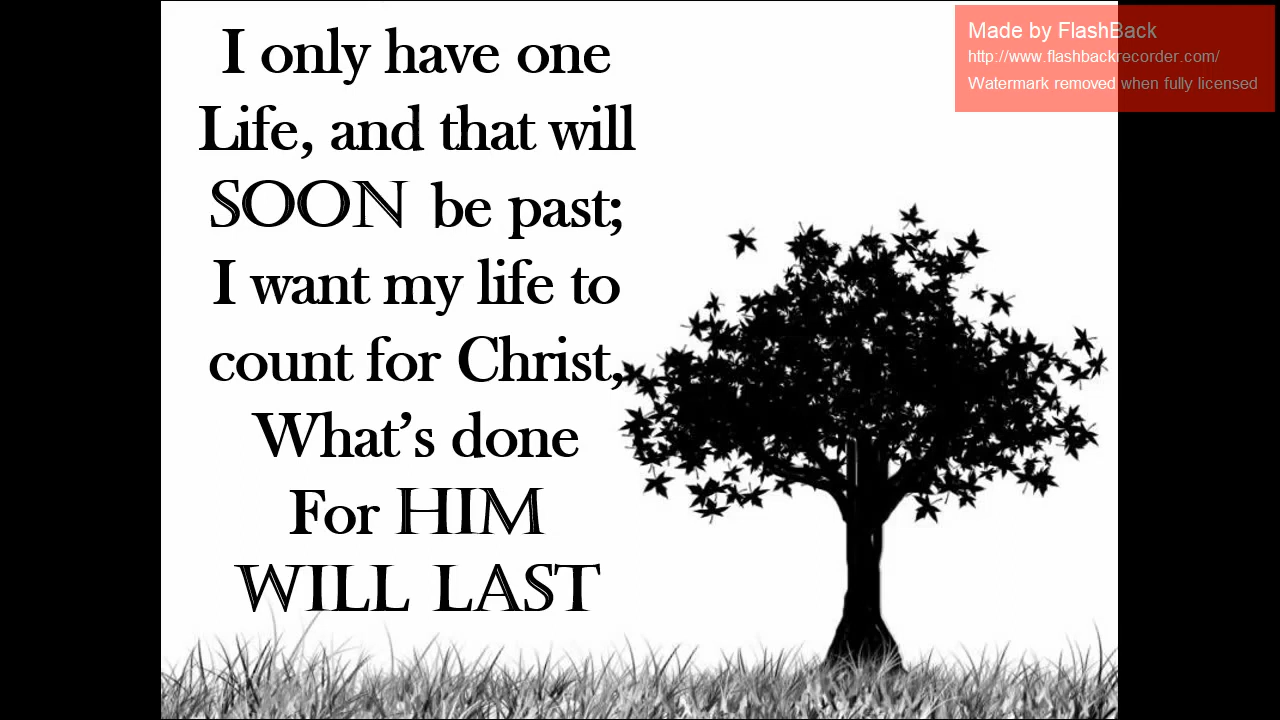 I only have one
Life, and that will
SOON be past;
I want my life to
count for Christ,
What's done
For HIM
WILL LAST
Made by FlashBack
http://www.flashbackrecorder.com/
Watermark removed when fully licensed